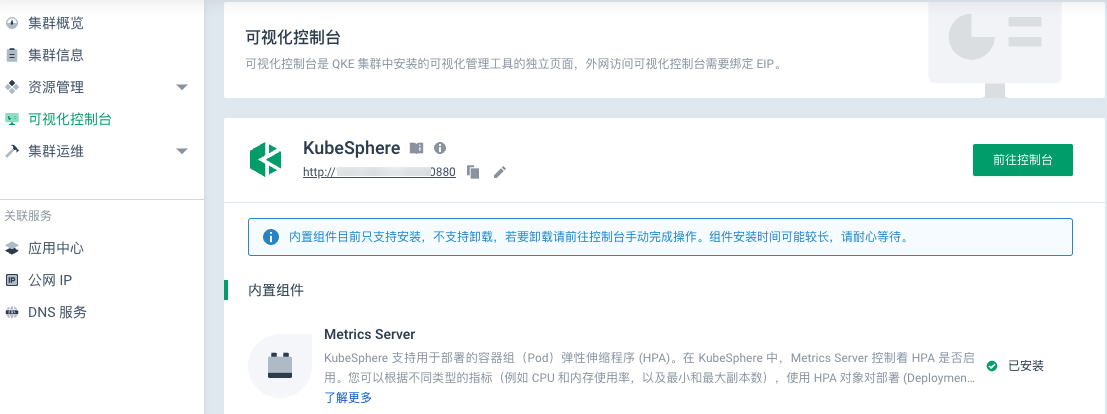 集群概览
集群信息
资源管理
可视化控制台
集群运维
关联服务
应用中心
公网 IP
DNS 服务
可视化控制台
可视化控制台是 QKE 集群中安装的可视化管理工具的独立页面，外网访问可视化控制台需要绑定 EIP。
KubeSphere
http://
0880
前往控制台
内置组件目前只支持安装，不支持卸载，若要卸载请前往控制台手动完成操作。组件安装时间可能较长，请耐心等待。
内置组件
Metrics Server
KubeSphere 支持用于部署的容器组（Pod）弹性伸缩程序 (HPA)。在 KubeSphere 中，Metrics Server 控制着 HPA 是否启
用。您可以根据不同类型的指标（例如 CPU 和内存使用率，以及最小和最大副本数），使用 HPA 对象对部署 (Deploymen...
了解更多
已安装